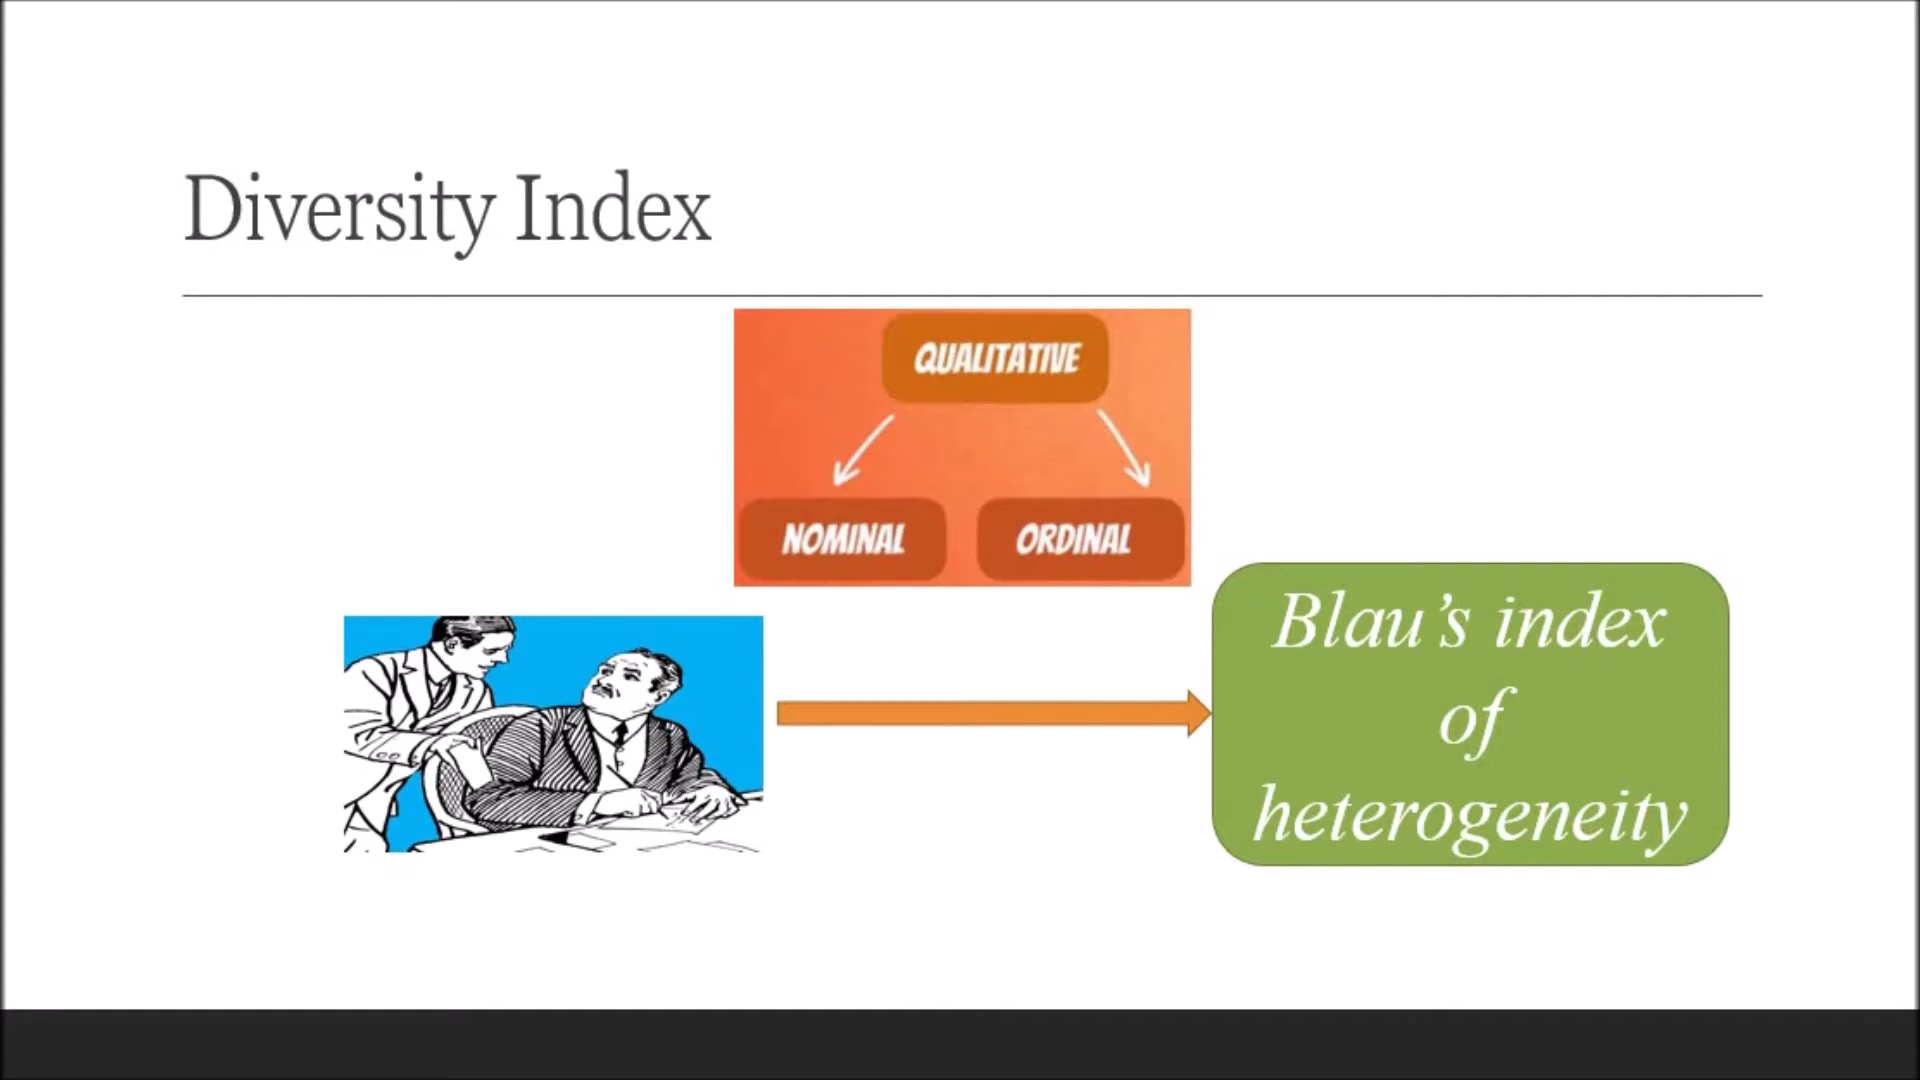 Diversity Index
QUALITATIVE
NOMINAL
ORDINAL
Blau’s index
of
heterogeneity